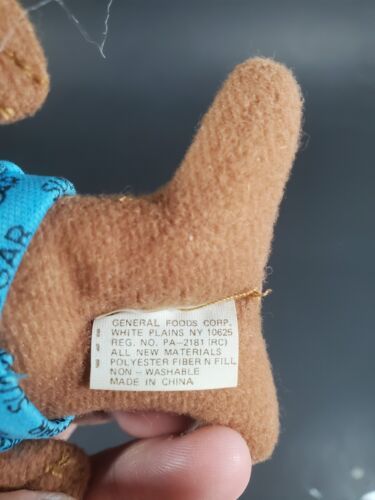 GAR
GENERAL FOODS CORP.
WHITE PLAINS NY 10625
REG. NO. PA-2181 (RC)
ALL NEW MATERIALS
POLYESTER FIBER N FILL
NON-WASHABLE
MADE IN CHINA